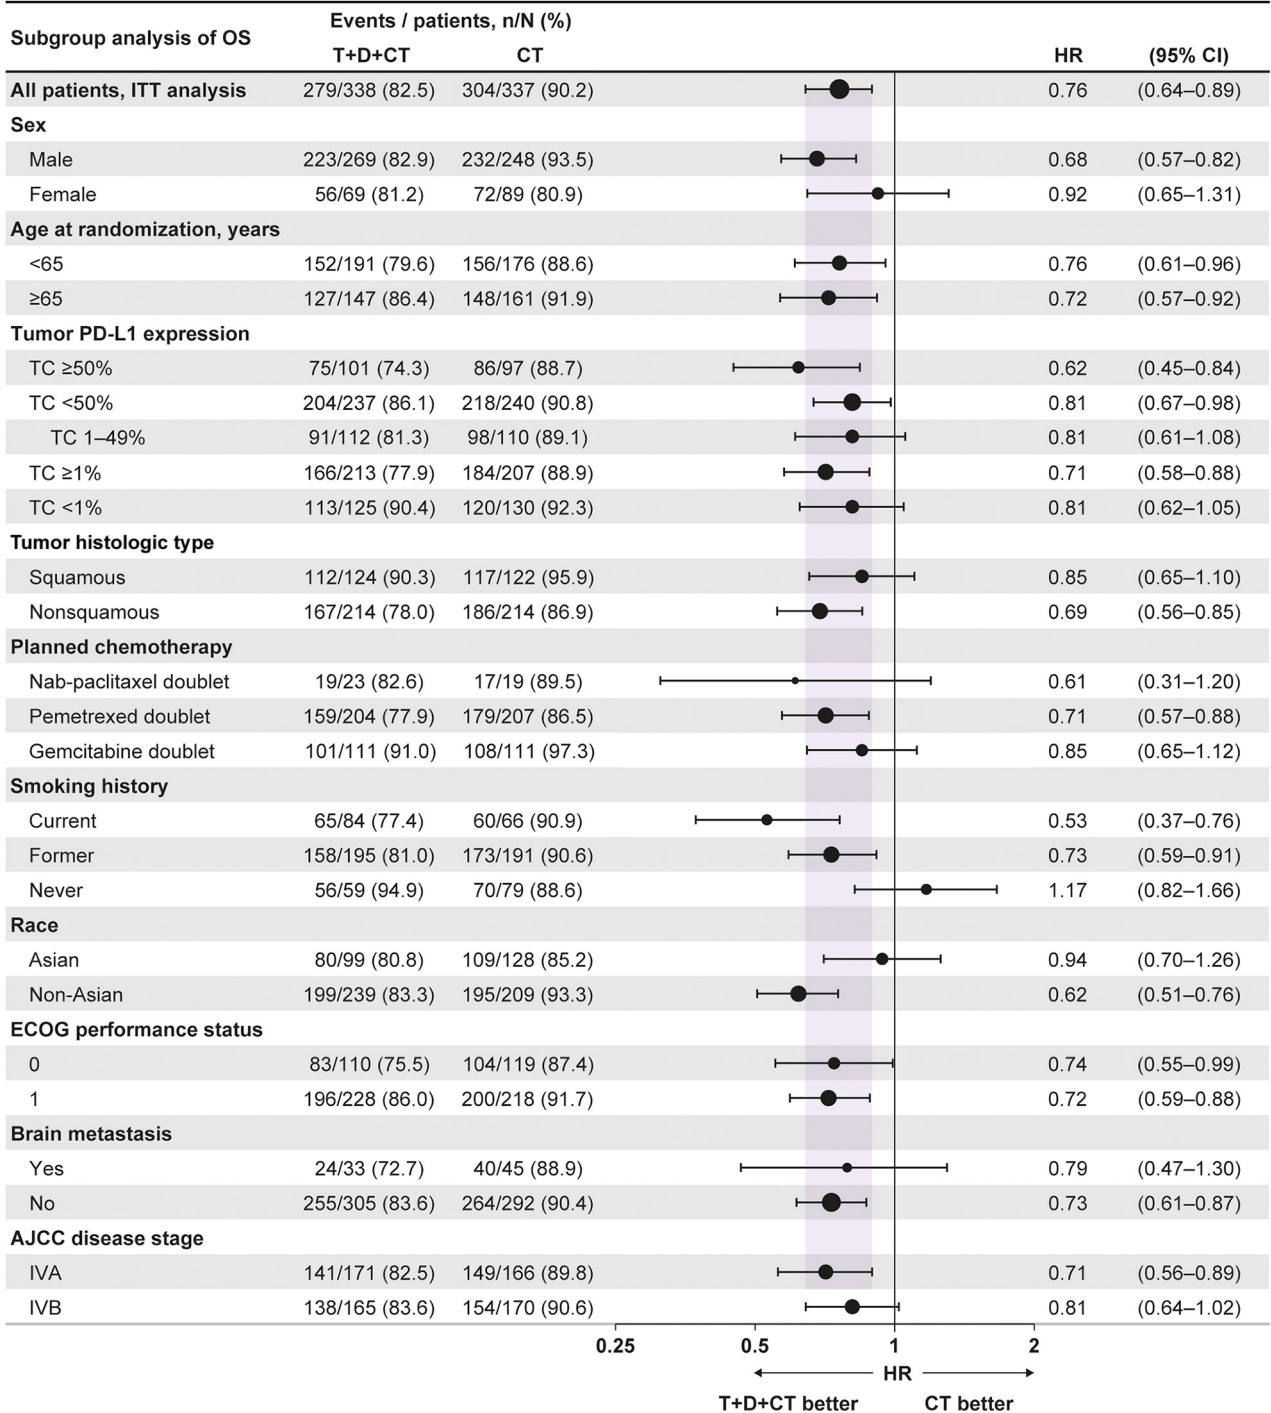 Subgroup analysis of OS Events / patients, n/N (%)
T+D+CT CT HR (95% CI)
All patients, ITT analysis 279/338 (82.5) 304/337 (90.2) 0.76 (0.64–0.89)
Sex
Male 223/269 (82.9) 232/248 (93.5) 0.68 (0.57–0.82)
Female 56/69 (81.2) 72/89 (80.9) 0.92 (0.65–1.31)
Age at randomization, years
<65 152/191 (79.6) 156/176 (88.6) 0.76 (0.61–0.96)
≥65 127/147 (86.4) 148/161 (91.9) 0.72 (0.57–0.92)
Tumor PD-L1 expression
TC ≥50% 75/101 (74.3) 86/97 (88.7) 0.62 (0.45–0.84)
TC <50% 204/237 (86.1) 218/240 (90.8) 0.81 (0.67–0.98)
TC 1–49% 91/112 (81.3) 98/110 (89.1) 0.81 (0.61–1.08)
TC ≥1% 166/213 (77.9) 184/207 (88.9) 0.71 (0.58–0.88)
TC <1% 113/125 (90.4) 120/130 (92.3) 0.81 (0.62–1.05)
Tumor histologic type
Squamous 112/124 (90.3) 117/122 (95.9) 0.85 (0.65–1.10)
Nonsquamous 167/214 (78.0) 186/214 (86.9) 0.69 (0.56–0.85)
Planned chemotherapy
Nab-paclitaxel doublet 19/23 (82.6) 17/19 (89.5) 0.61 (0.31–1.20)
Pemetrexed doublet 159/204 (77.9) 179/207 (86.5) 0.71 (0.57–0.88)
Gemcitabine doublet 101/111 (91.0) 108/111 (97.3) 0.85 (0.65–1.12)
Smoking history
Current 65/84 (77.4) 60/66 (90.9) 0.53 (0.37–0.76)
Former 158/195 (81.0) 173/191 (90.6) 0.73 (0.59–0.91)
Never 56/59 (94.9) 70/79 (88.6) 1.17 (0.82–1.66)
Race
Asian 80/99 (80.8) 109/128 (85.2) 0.94 (0.70–1.26)
Non-Asian 199/239 (83.3) 195/209 (93.3) 0.62 (0.51–0.76)
ECOG performance status
0 83/110 (75.5) 104/119 (87.4) 0.74 (0.55–0.99)
1 196/228 (86.0) 200/218 (91.7) 0.72 (0.59–0.88)
Brain metastasis
Yes 24/33 (72.7) 40/45 (88.9) 0.79 (0.47–1.30)
No 255/305 (83.6) 264/292 (90.4) 0.73 (0.61–0.87)
AJCC disease stage
IVA 141/171 (82.5) 149/166 (89.8) 0.71 (0.56–0.89)
IVB 138/165 (83.6) 154/170 (90.6) 0.81 (0.64–1.02)
0.25 0.5 1 2
HR
T+D+CT better CT better